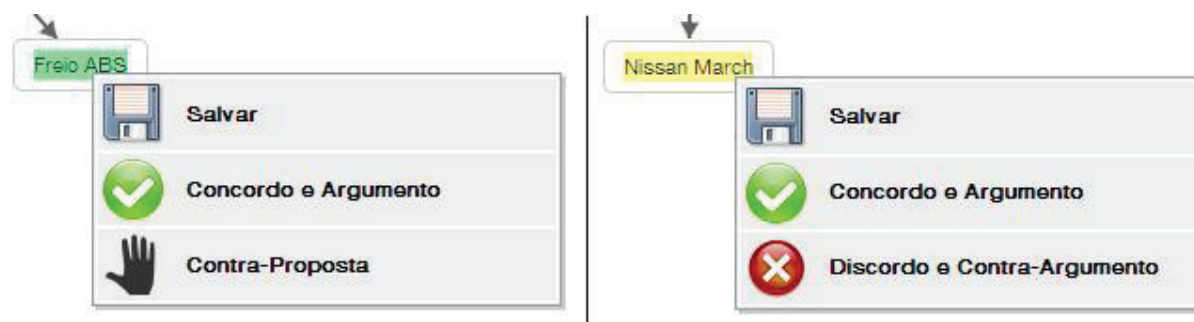 Freio ABS
Salvar
Concordo e Argumento
Contra-Proposta
Nissan March
Salvar
Concordo e Argumento
Discordo e Contra-Argumento